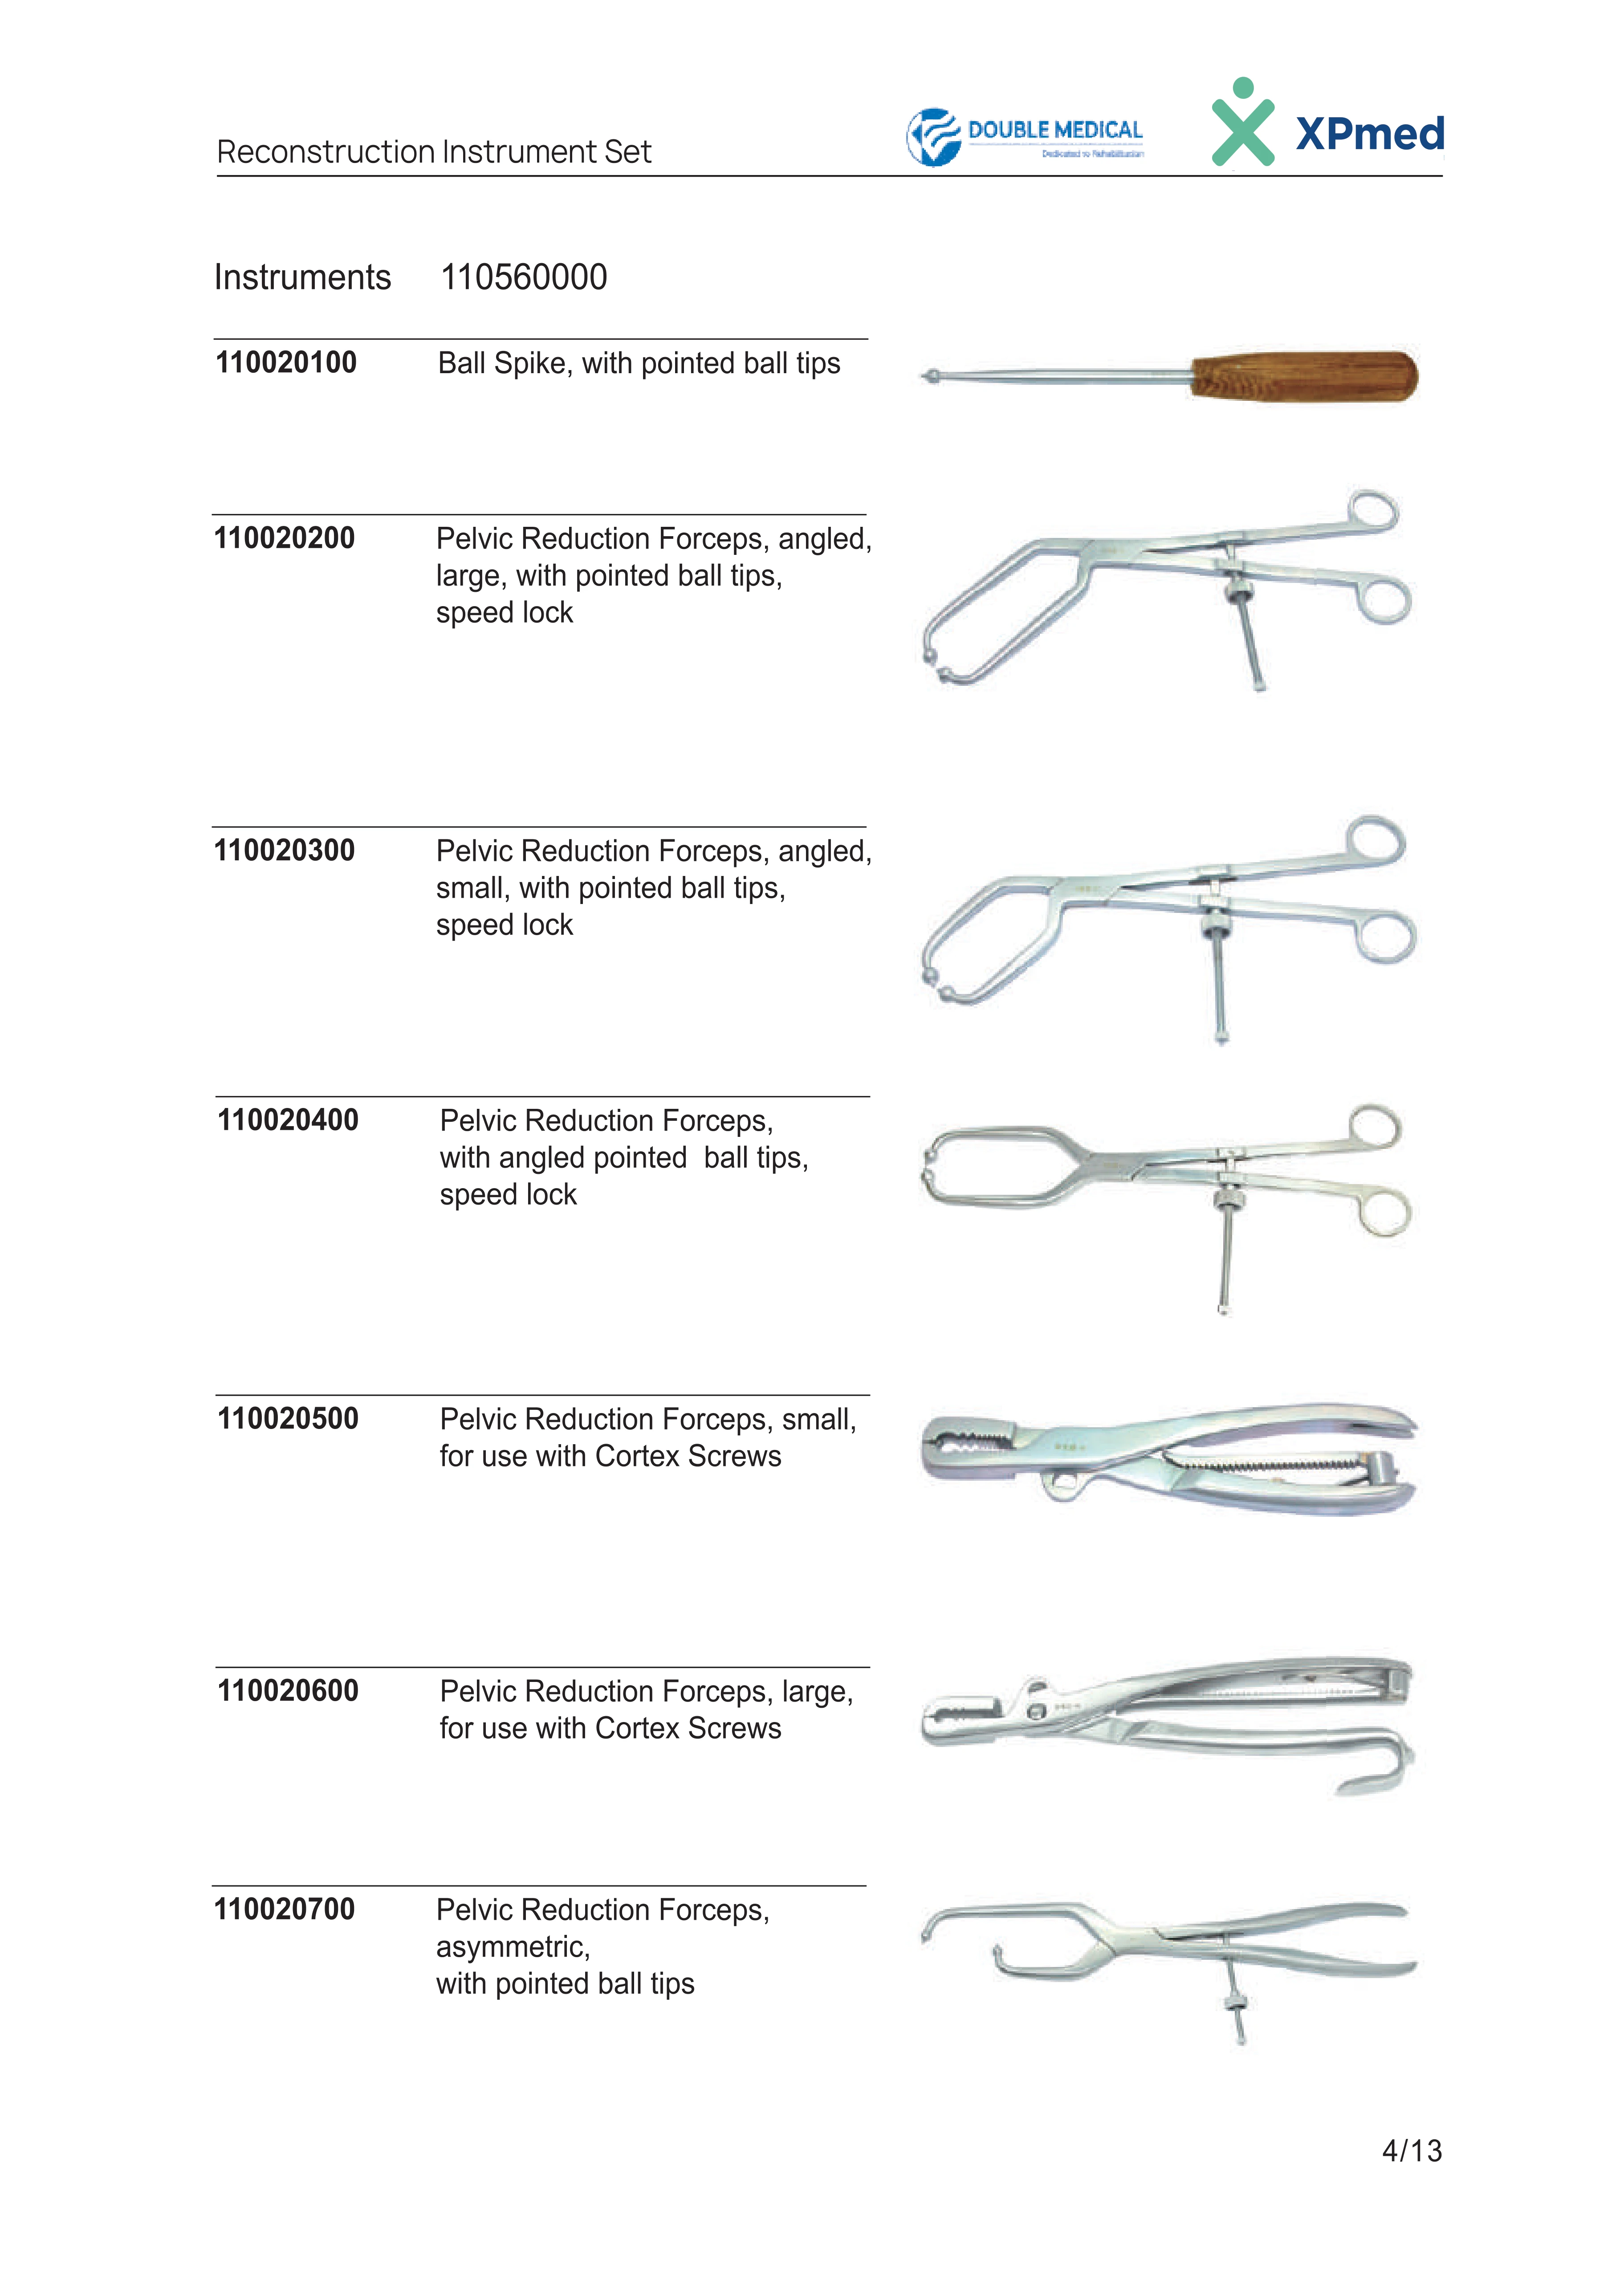 Reconstruction Instrument Set
DOUBLE MEDICAL
Dedicated to Rehabilitation
XPmed
Instruments 110560000
110020100 Ball Spike, with pointed ball tips
110020200 Pelvic Reduction Forceps, angled,
large, with pointed ball tips,
speed lock
110020300 Pelvic Reduction Forceps, angled,
small, with pointed ball tips,
speed lock
110020400 Pelvic Reduction Forceps,
with angled pointed ball tips,
speed lock
110020500 Pelvic Reduction Forceps, small,
for use with Cortex Screws
110020600 Pelvic Reduction Forceps, large,
for use with Cortex Screws
110020700 Pelvic Reduction Forceps,
asymmetric,
with pointed ball tips
4/13